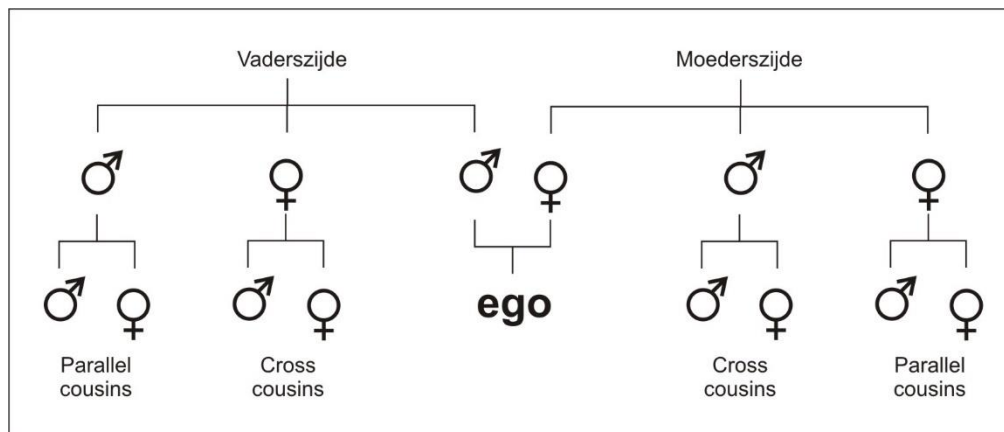 Vaderszijde
Moederszijde
ego
Parallel
cousins
Cross
cousins
Cross
cousins
Parallel
cousins